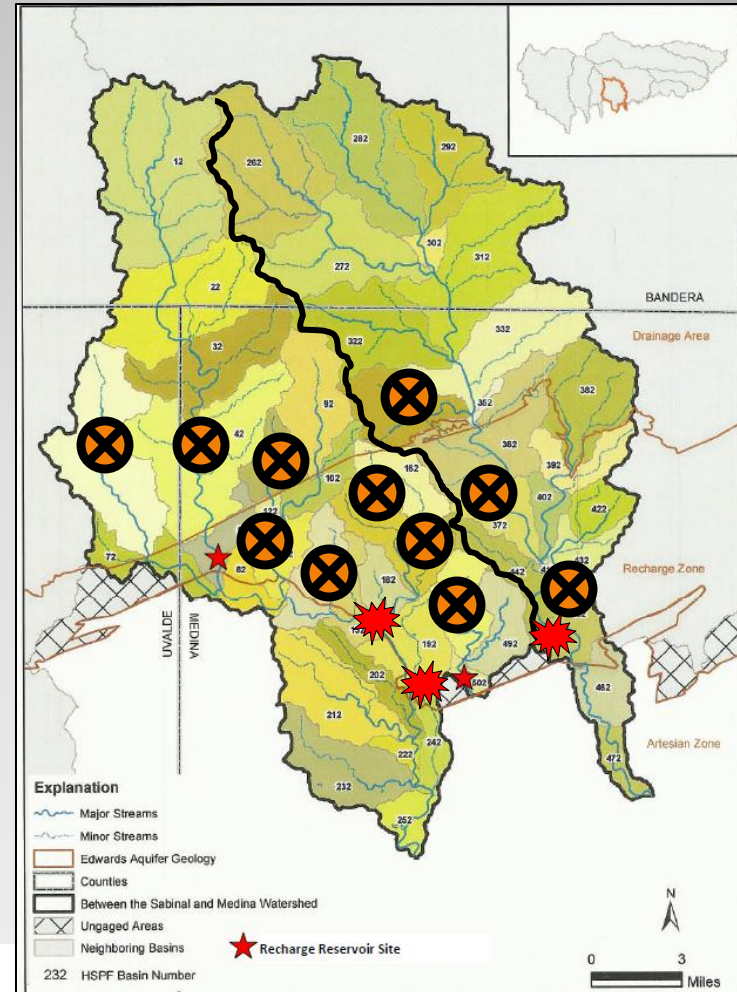 282
292
12
262
302
312
272
22
BANDERA
332
Drainage Area
322
32
382
352
92
42
362
162
392
102
402
422
372
72
82
442
432
182
Recharge Zone
UVALDE
MEDINA
192
492
202
502
462
212
242
Artesian Zone
222
472
232
252
Explanation
Major Streams
Minor Streams
Edwards Aquifer Geology
Counties
Between the Sabinal and Medina Watershed
Ungaged Areas
Neighboring Basins
Recharge Reservoir Site
232 HSPF Basin Number
N
0 3
Miles